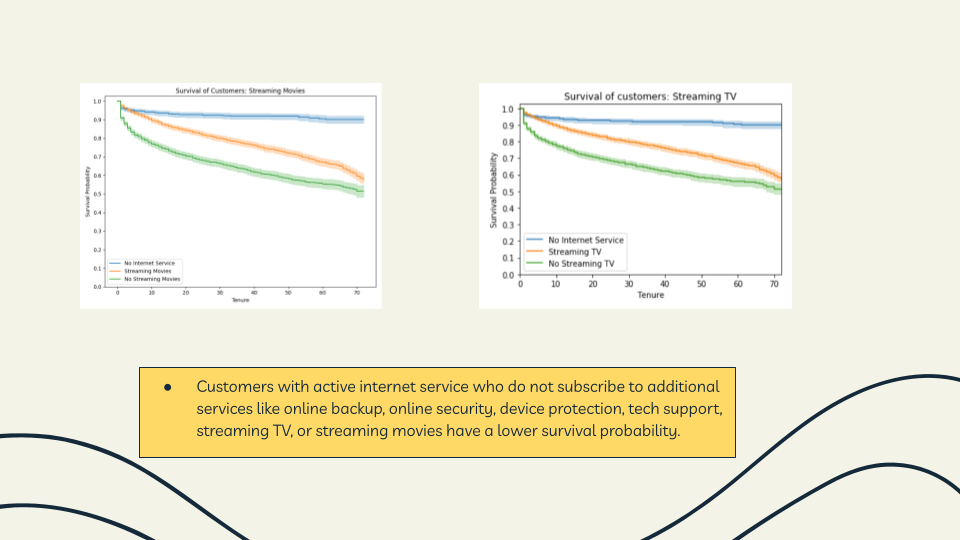 Survival of Customers: Streaming Movies
1.0
0.9
0.8
0.7
0.6
0.5
0.4
0.3
0.2
0.1
0.0
Survival Probability
No Internet Service
Streaming Movies
No Streaming Movies
0 10 20 30 40 50 60 70
Tenure
Survival of customers: Streaming TV
1.0
0.9
0.8
0.7
0.6
0.5
0.4
0.3
0.2
0.1
0.0
Survival Probability
No Internet Service
Streaming TV
No Streaming TV
0 10 20 30 40 50 60 70
Tenure
● Customers with active internet service who do not subscribe to additional
services like online backup, online security, device protection, tech support,
streaming TV, or streaming movies have a lower survival probability.